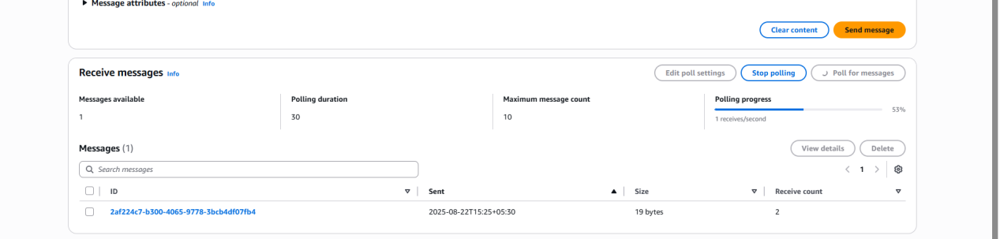 Message attributes - optional Info
Clear content Send message
Receive messages Info Edit poll settings Stop polling Poll for messages
Messages available Polling duration Maximum message count Polling progress
1 30 10 53%
1 receives/second
Messages (1) View details Delete
Search messages 1
ID Sent Size Receive count
2af224c7-b300-4065-9778-3bcb4df07fb4 2025-08-22T15:25+05:30 19 bytes 2